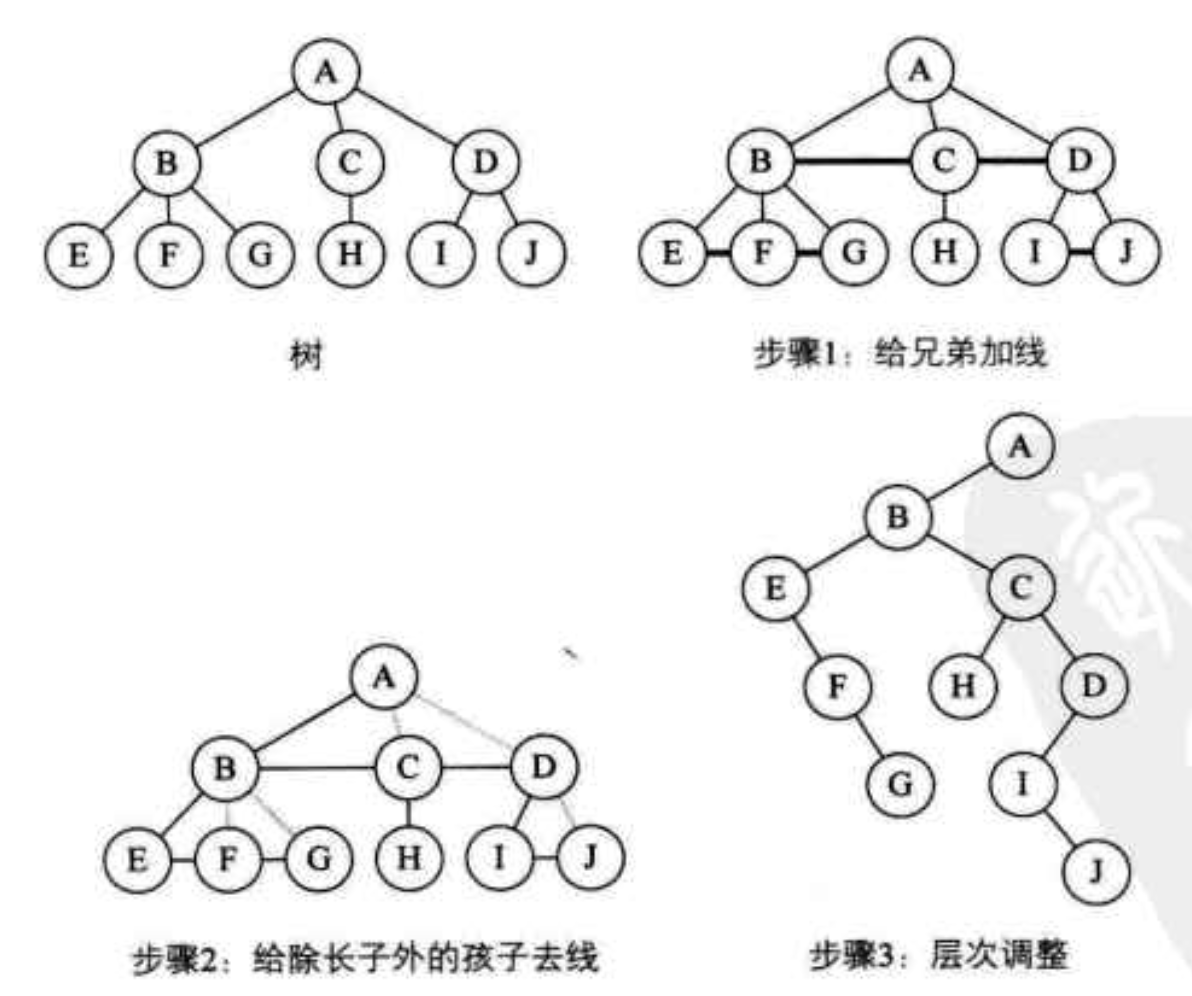 A
B C D
E F G H I J
树
A
B C D
E F G H I J
步骤1：给兄弟加线
A
B C D
E F G H I J
步骤2：给除长子外的孩子去线
A
B
E C
F H D
G I
J
步骤3：层次调整